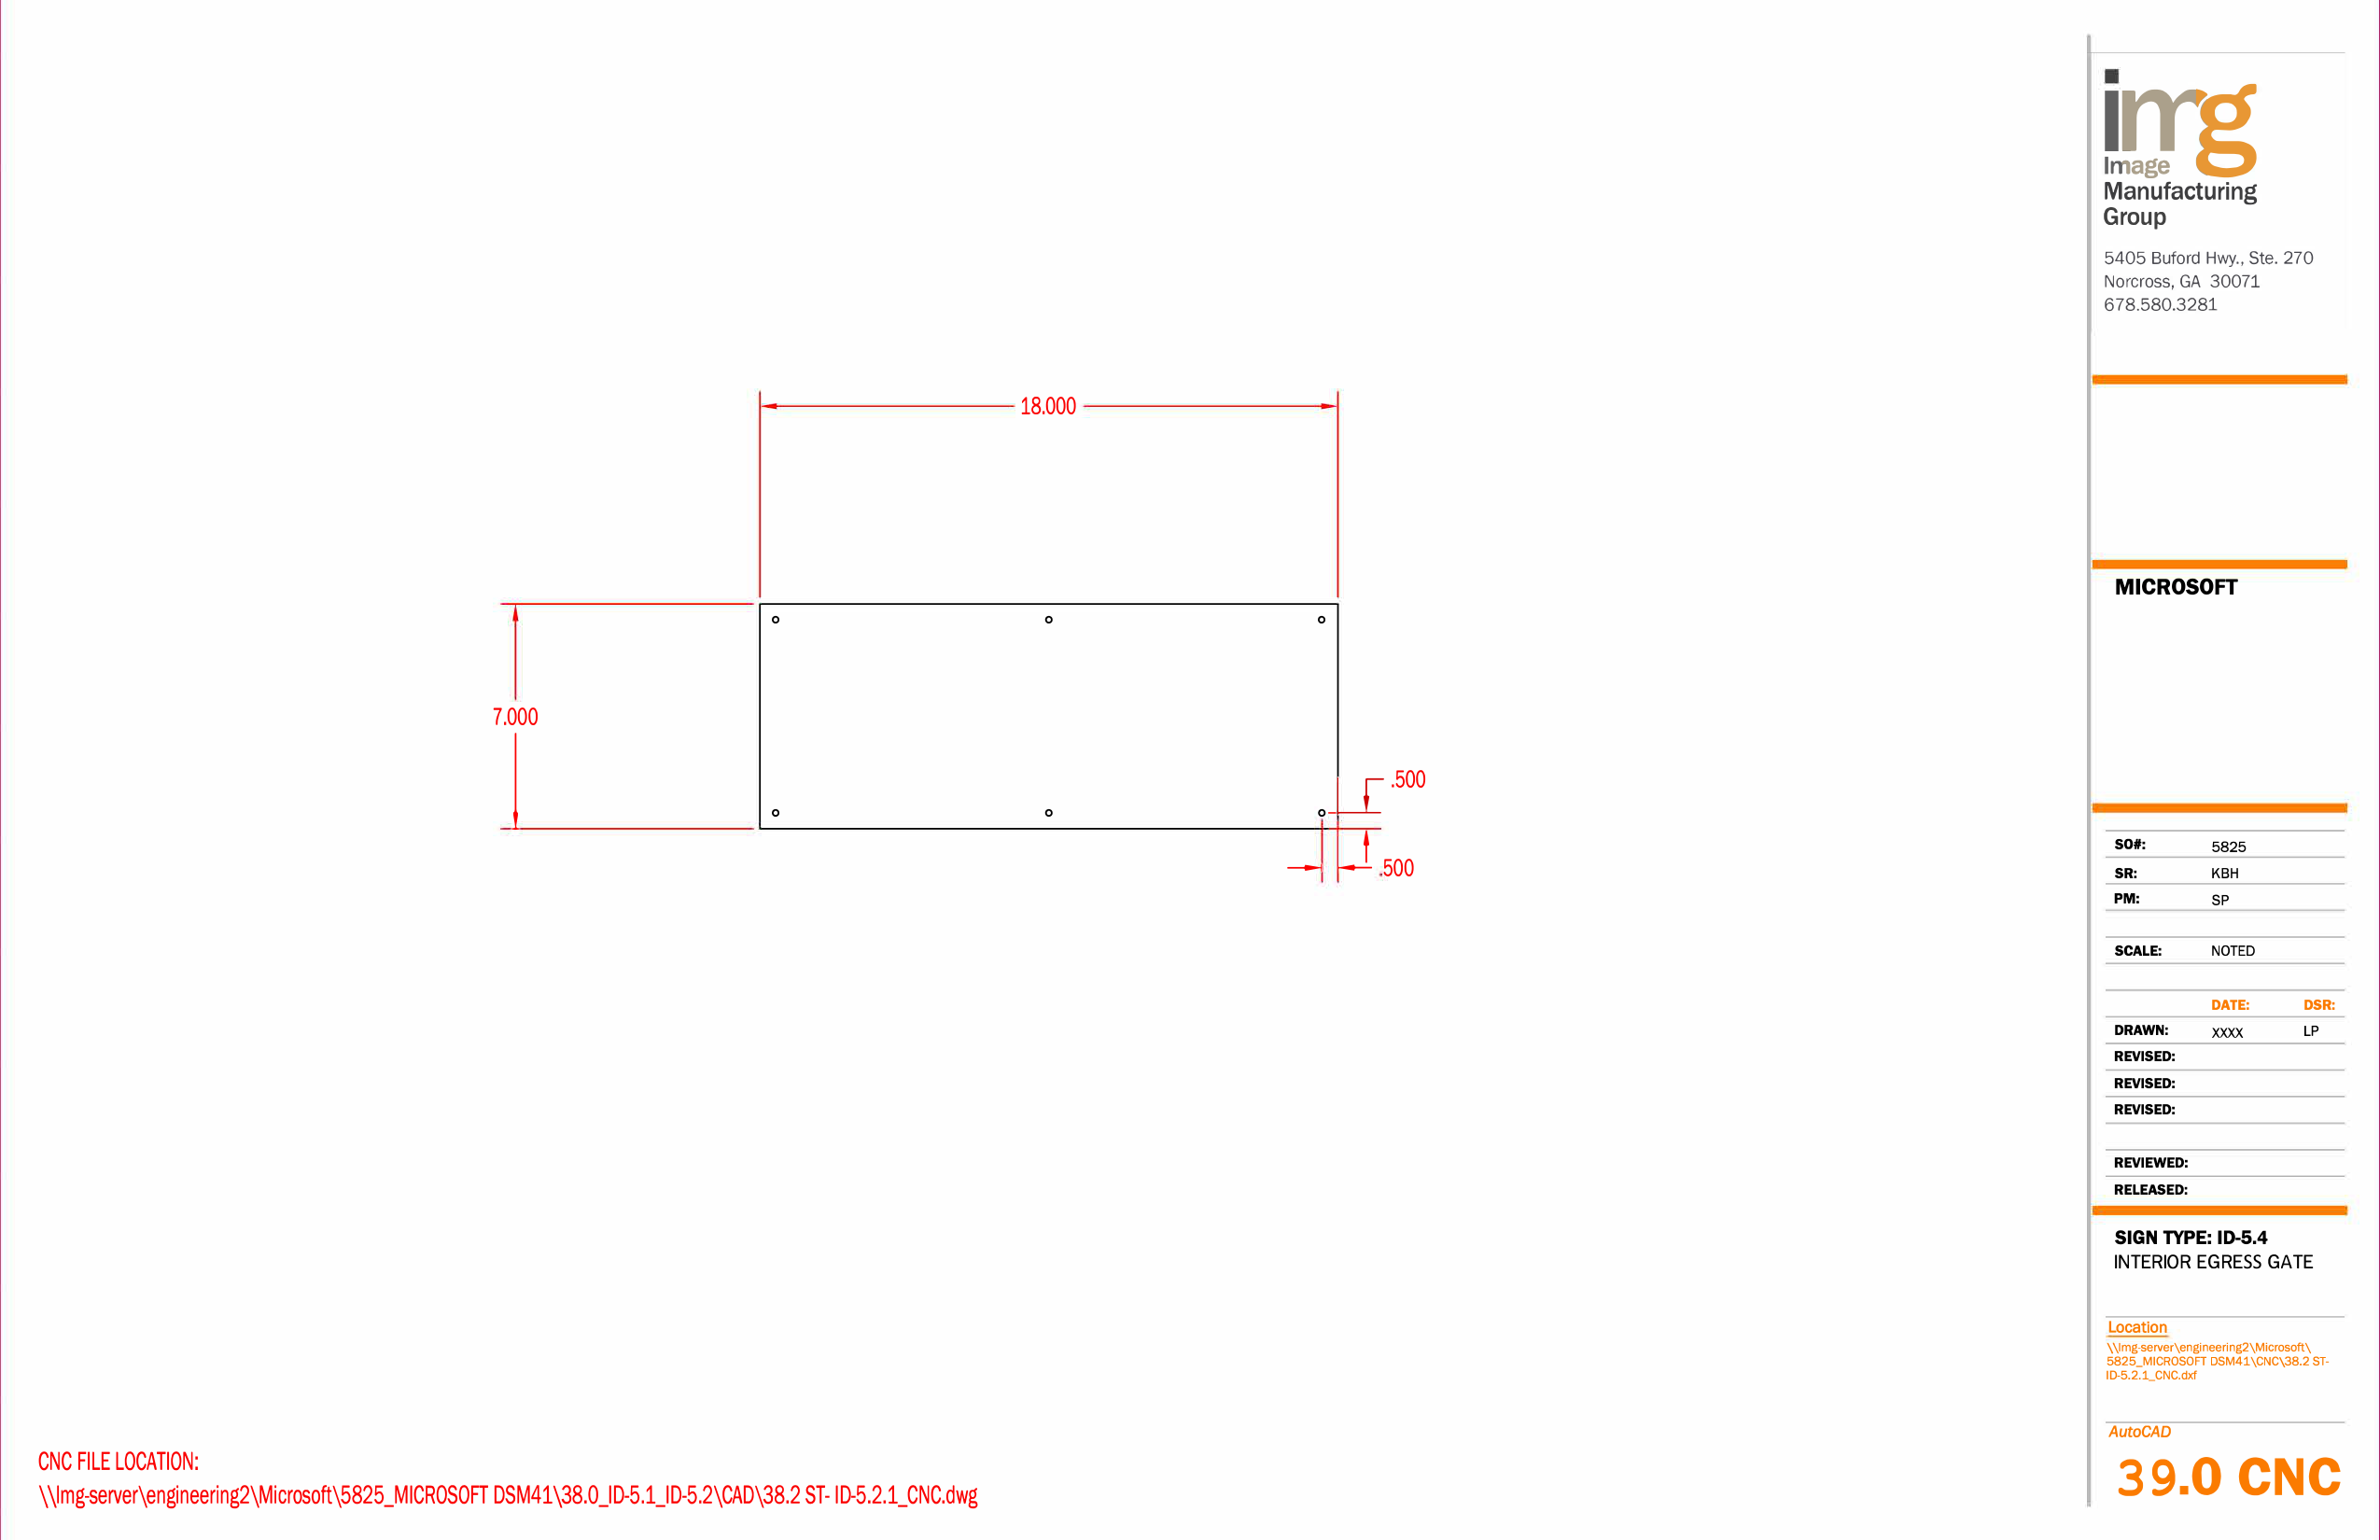 img
Image
Manufacturing
Group
5405 Buford Hwy., Ste. 270
Norcross, GA 30071
678.580.3281
18.000
7.000
.500
.500
MICROSOFT
SO#: 5825
SR: KBH
PM: SP
SCALE: NOTED
DATE: DSR:
DRAWN: XXXX LP
REVISED:
REVISED:
REVISED:
REVIEWED:
RELEASED:
SIGN TYPE: ID-5.4
INTERIOR EGRESS GATE
Location
\\Img-server\engineering2\Microsoft\
5825_MICROSOFT DSM41\CNC\38.2 ST-
ID-5.2.1_CNC.dxf
AutoCAD
39.0 CNC
CNC FILE LOCATION:
\\Img-server\engineering2\Microsoft\5825_MICROSOFT DSM41\38.0_ID-5.1_ID-5.2\CAD\38.2 ST- ID-5.2.1_CNC.dwg